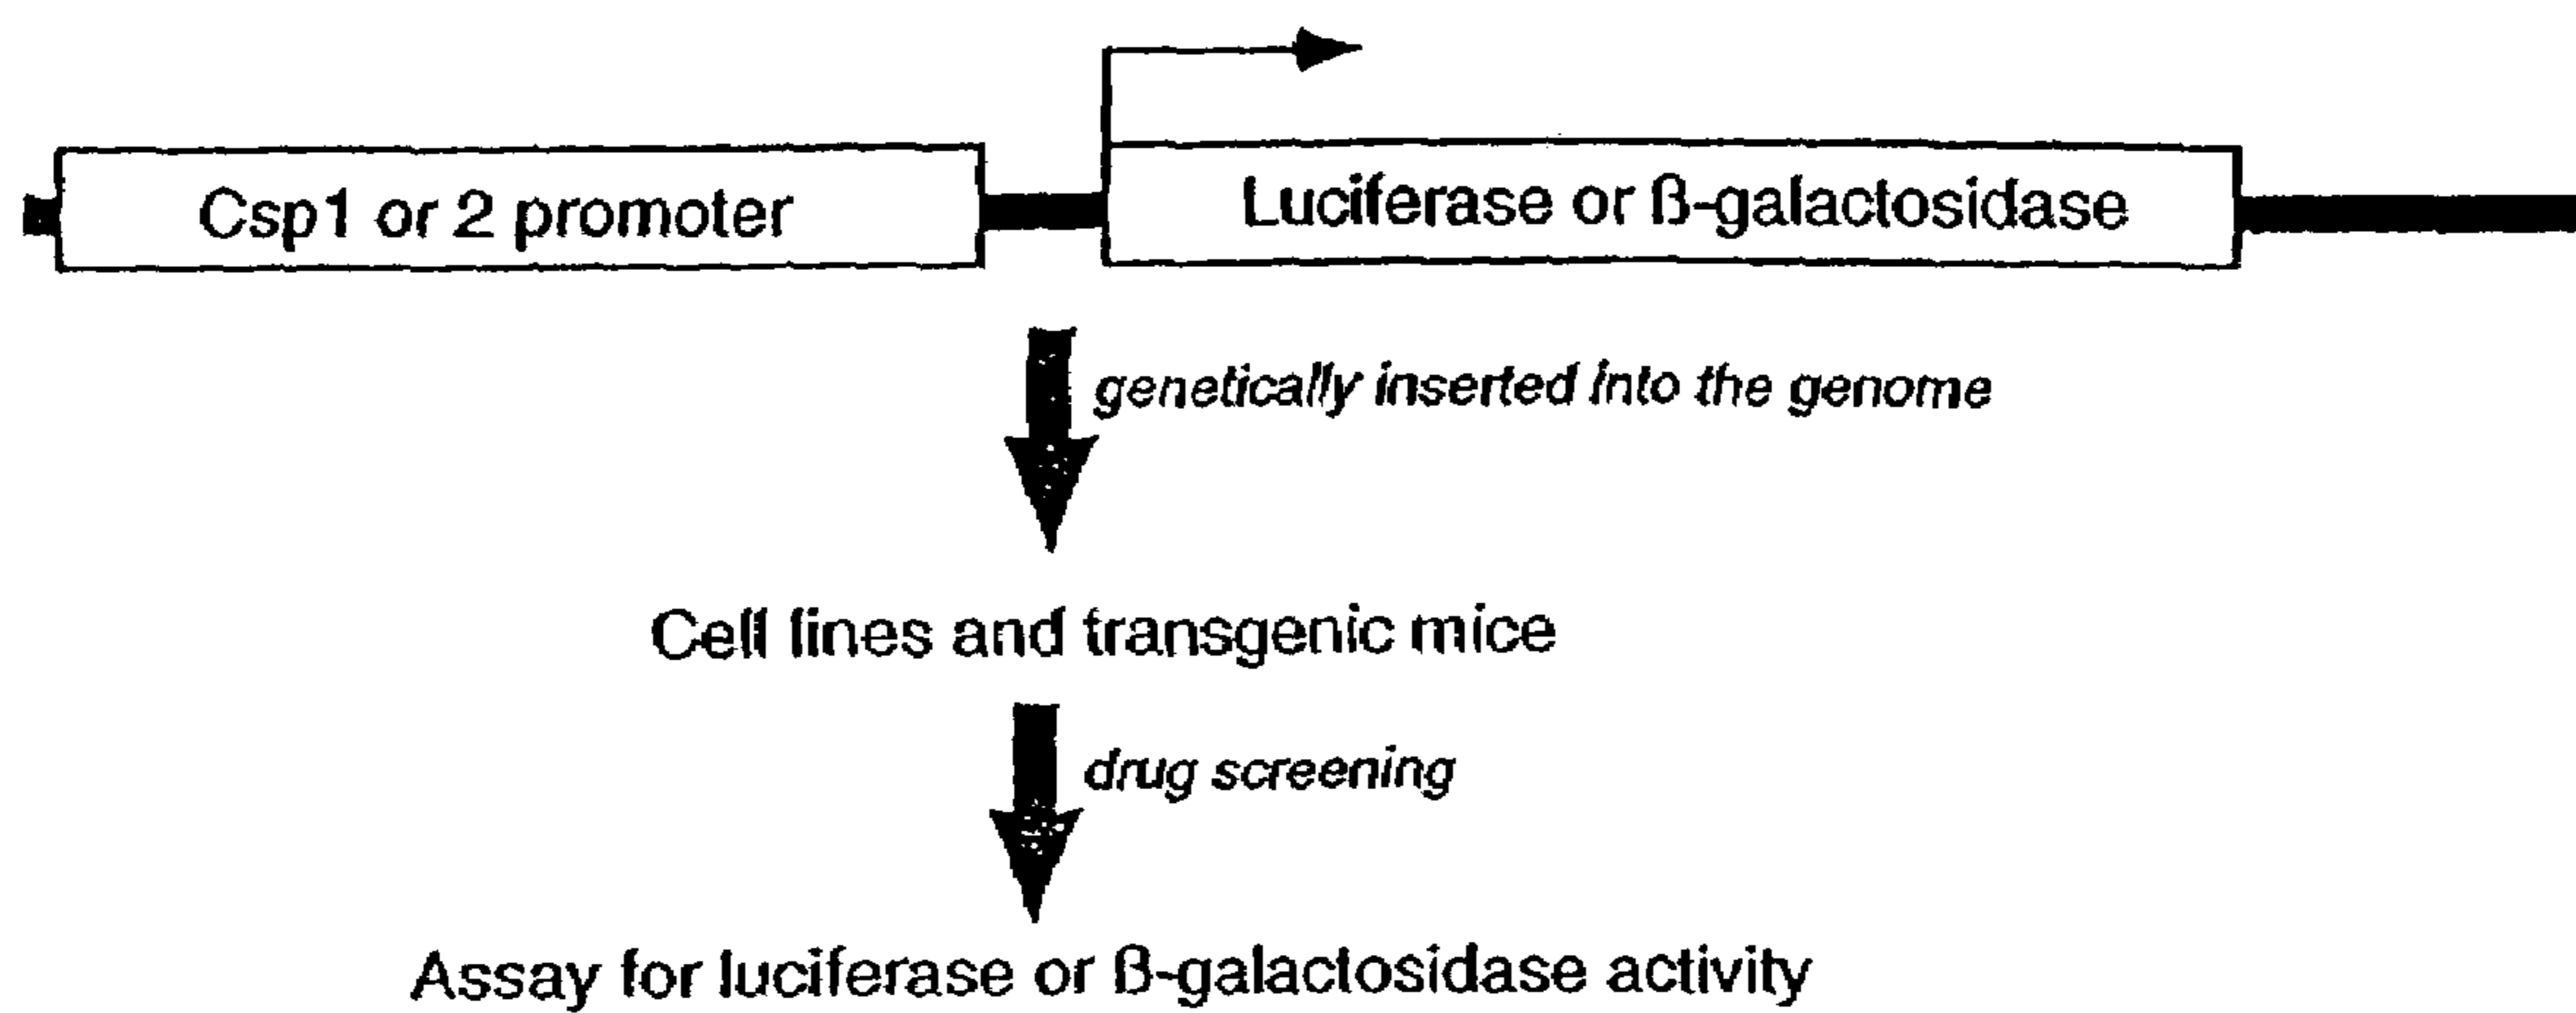 Csp1 or 2 promoter
Luciferase or ß-galactosidase
genetically inserted into the genome
Cell lines and transgenic mice
drug screening
Assay for luciferase or ß-galactosidase activity